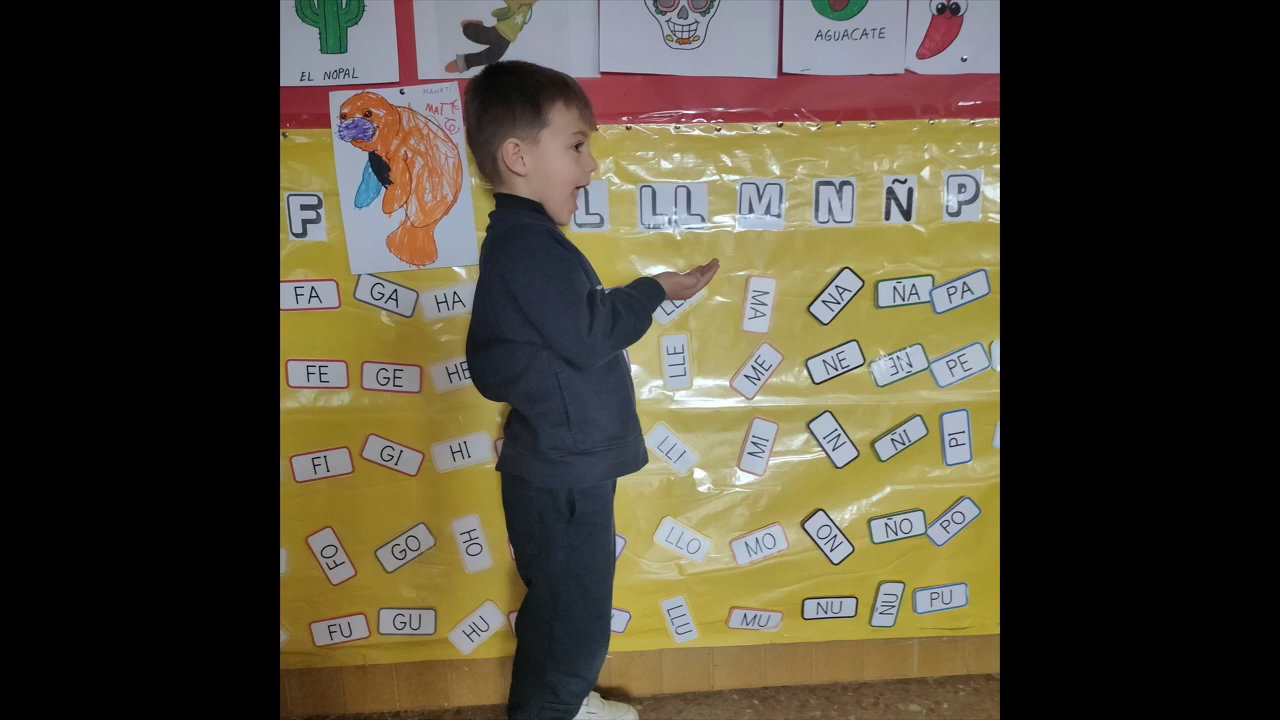 EL NOPAL
AGUACATE
MANATÍ
F L LL M N Ñ P
FA GA HA MA NA ÑA PA
FE GE HE LLE ME NE ÑE PE
FI GI HI LLI MI NI ÑI PI
FO GO HO LLO MO NO ÑO PO
FU GU HU LLU MU NU ÑU PU